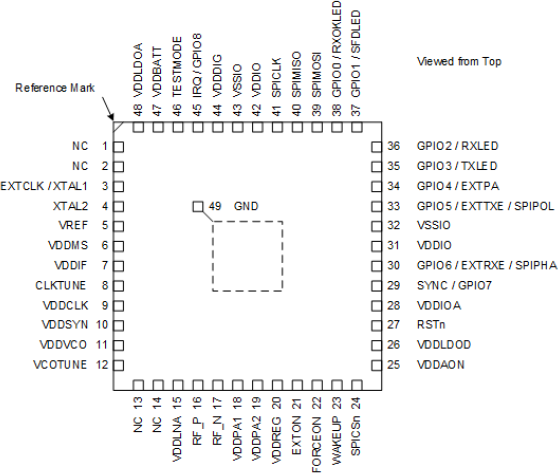 48 VDDLDOA
47 VDDBATT
46 TESTMODE
45 IRQ / GPIO8
44 VDDDIG
43 VSSIO
42 VDDIO
41 SPICLK
40 SPIMISO
39 SPIMOSI
38 GPIO0 / RXOKLED
37 GPIO1 / SFDLED
Viewed from Top
Reference Mark
NC 1
NC 2
EXTCLK / XTAL1 3
XTAL2 4
VREF 5
VDDMS 6
VDDIF 7
CLKTUNE 8
VDDCLK 9
VDDSYN 10
VDDVCO 11
VCOTUNE 12
49 GND
36 GPIO2 / RXLED
35 GPIO3 / TXLED
34 GPIO4 / EXTPA
33 GPIO5 / EXTTXE / SPIPOL
32 VSSIO
31 VDDIO
30 GPIO6 / EXTRXE / SPIPHA
29 SYNC / GPIO7
28 VDDIOA
27 RSTn
26 VDDLDOD
25 VDDAON
NC 13
NC 14
VDDLNA 15
RF_P 16
RF_N 17
VDDPA1 18
VDDPA2 19
VDDREG 20
EXTON 21
FORCEON 22
WAKEUP 23
SPICSn 24